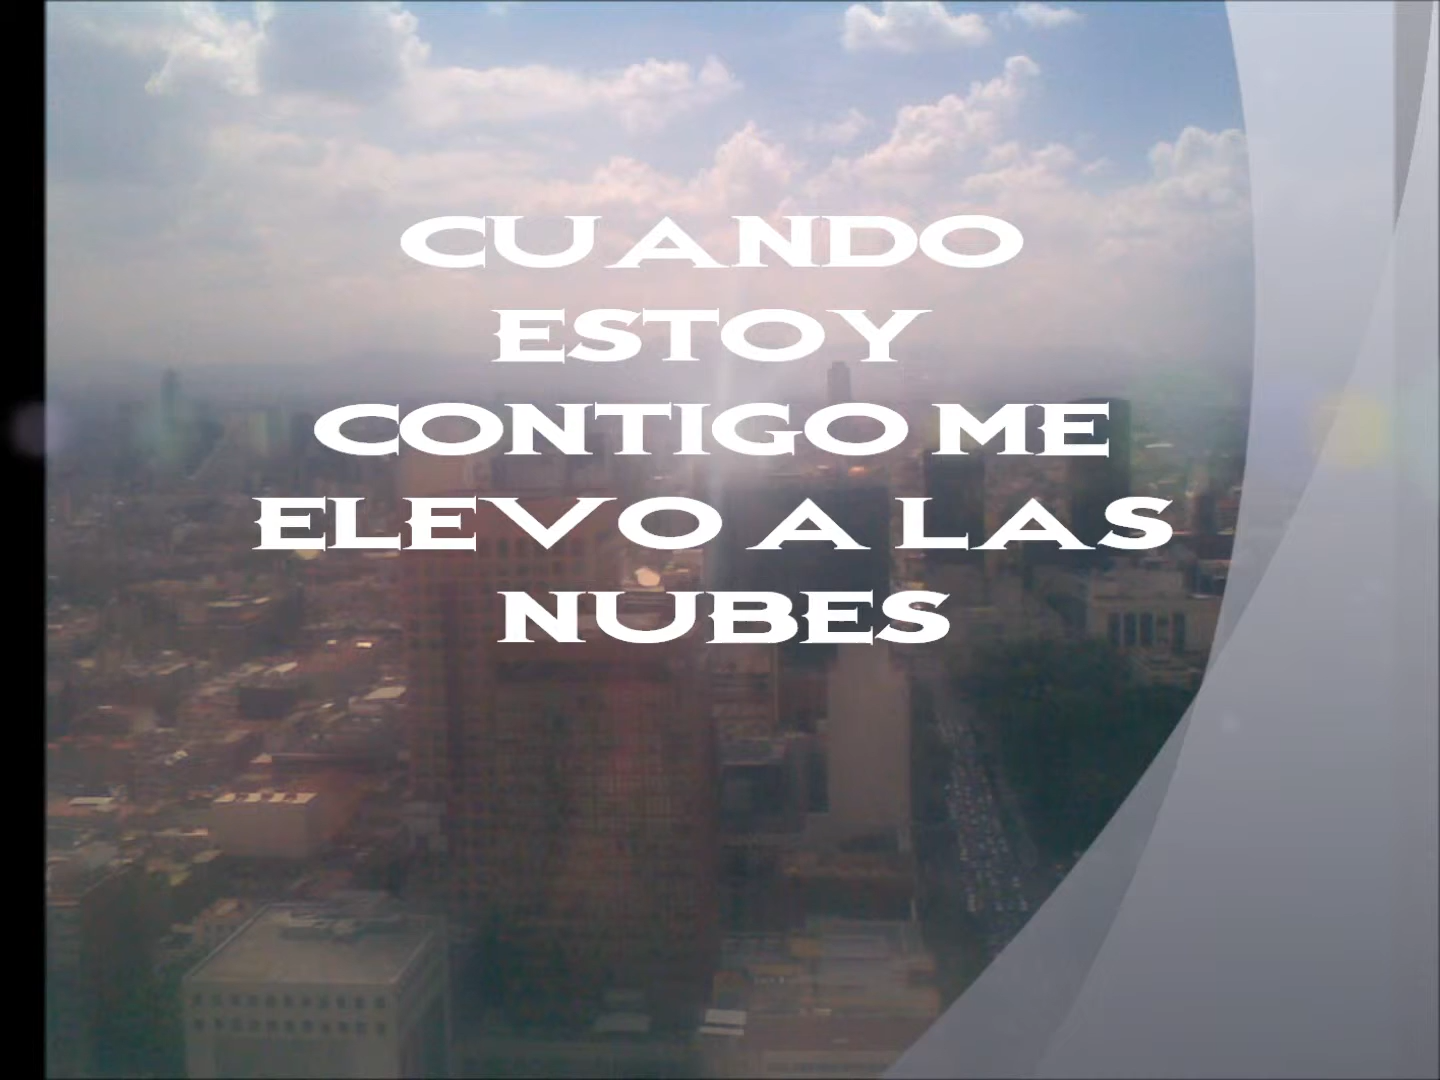 CUANDO
ESTOY
CONTIGO ME
ELEVO A LAS
NUBES